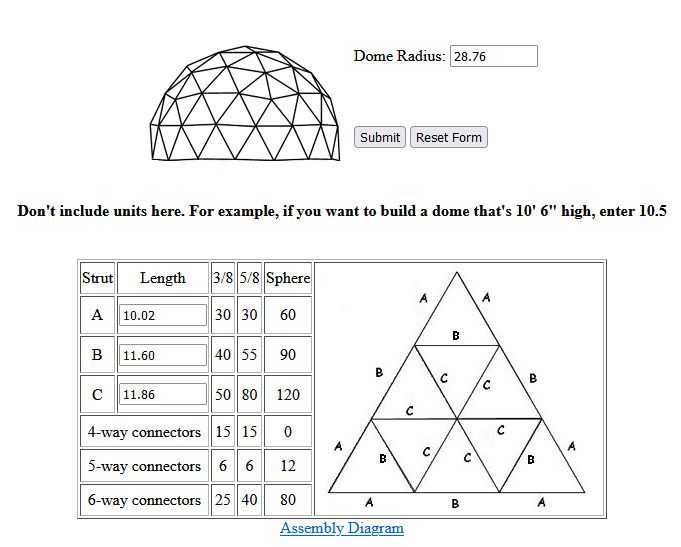 Dome Radius: 28.76
Submit Reset Form
Don't include units here. For example, if you want to build a dome that's 10' 6" high, enter 10.5
Strut Length 3/8 5/8 Sphere
A 10.02 30 30 60
B 11.60 40 55 90
C 11.86 50 80 120
4-way connectors 15 15 0
5-way connectors 6 6 12
6-way connectors 25 40 80
A A
B
B C C B
C C
A B C C B A
A B A
Assembly Diagram